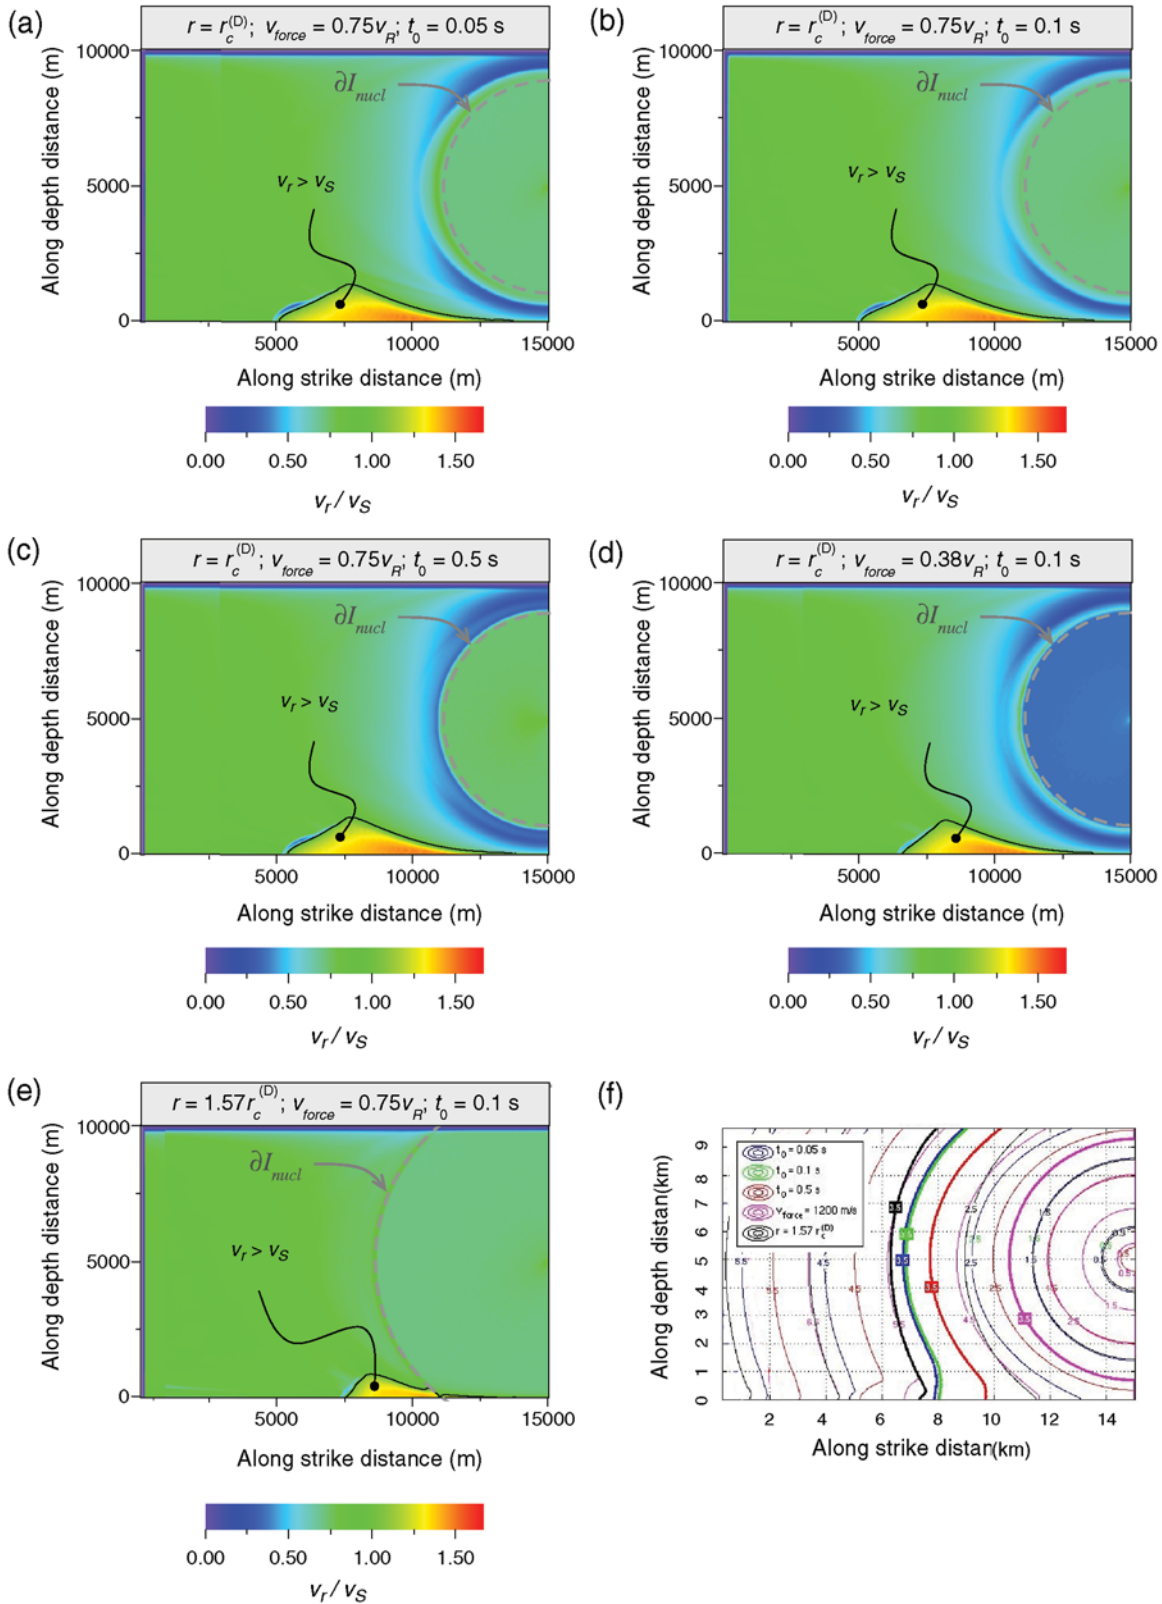 (a)
r = r_c^(D); v_force = 0.75v_R; t_0 = 0.05 s
10000
5000
0
Along depth distance (m)
∂I_nucl
v_r > v_S
5000 10000 15000
Along strike distance (m)
0.00 0.50 1.00 1.50
v_r / v_S
(b)
r = r_c^(D); v_force = 0.75v_R; t_0 = 0.1 s
10000
5000
0
Along depth distance (m)
∂I_nucl
v_r > v_S
5000 10000 15000
Along strike distance (m)
0.00 0.50 1.00 1.50
v_r / v_S
(c)
r = r_c^(D); v_force = 0.75v_R; t_0 = 0.5 s
10000
5000
0
Along depth distance (m)
∂I_nucl
v_r > v_S
5000 10000 15000
Along strike distance (m)
0.00 0.50 1.00 1.50
v_r / v_S
(d)
r = r_c^(D); v_force = 0.38v_R; t_0 = 0.1 s
10000
5000
0
Along depth distance (m)
∂I_nucl
v_r > v_S
5000 10000 15000
Along strike distance (m)
0.00 0.50 1.00 1.50
v_r / v_S
(e)
r = 1.57r_c^(D); v_force = 0.75v_R; t_0 = 0.1 s
10000
5000
0
Along depth distance (m)
∂I_nucl
v_r > v_S
5000 10000 15000
Along strike distance (m)
0.00 0.50 1.00 1.50
v_r / v_S
(f)
t_0 = 0.05 s
t_0 = 0.1 s
t_0 = 0.5 s
v_force = 1200 m/s
r = 1.57 r_c^(D)
9
8
7
6
5
4
3
2
1
0
Along depth distan(km)
2 4 6 8 10 12 14
Along strike distan(km)